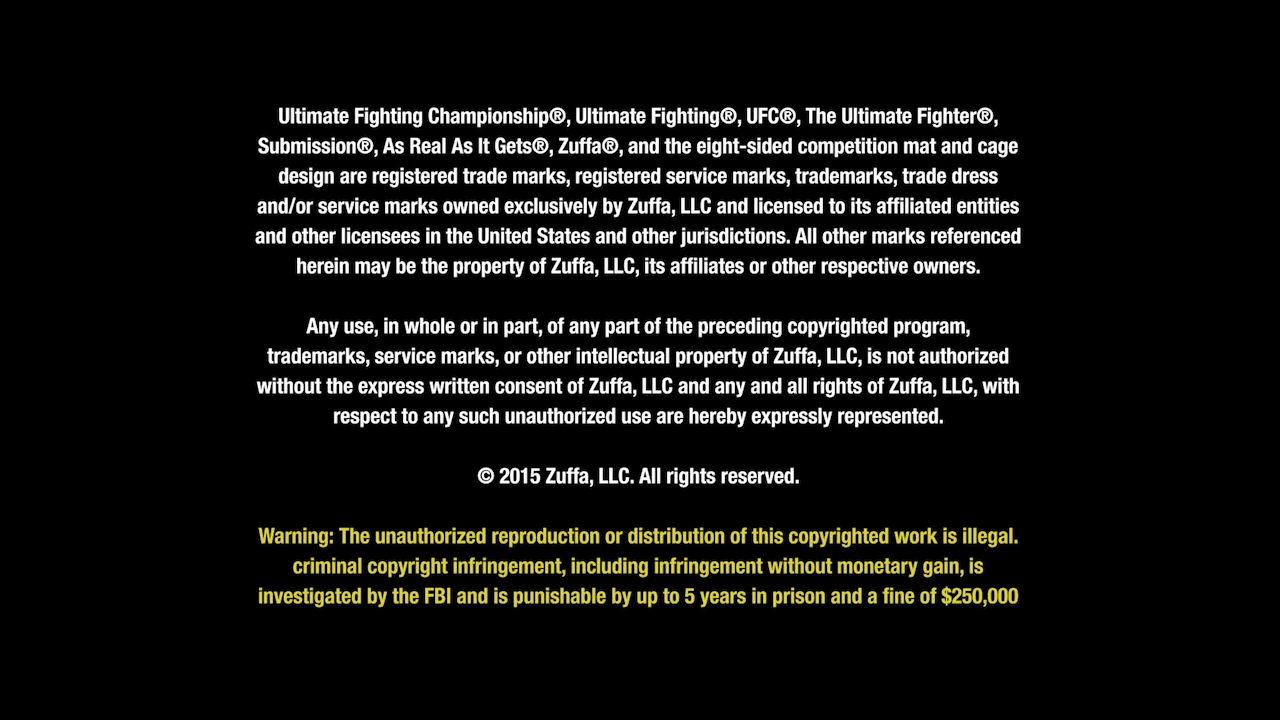 Ultimate Fighting Championship®, Ultimate Fighting®, UFC®, The Ultimate Fighter®,
Submission®, As Real As It Gets®, Zuffa®, and the eight-sided competition mat and cage
design are registered trade marks, registered service marks, trademarks, trade dress
and/or service marks owned exclusively by Zuffa, LLC and licensed to its affiliated entities
and other licensees in the United States and other jurisdictions. All other marks referenced
herein may be the property of Zuffa, LLC, its affiliates or other respective owners.
Any use, in whole or in part, of any part of the preceding copyrighted program,
trademarks, service marks, or other intellectual property of Zuffa, LLC, is not authorized
without the express written consent of Zuffa, LLC and any and all rights of Zuffa, LLC, with
respect to any such unauthorized use are hereby expressly represented.
© 2015 Zuffa, LLC. All rights reserved.
Warning: The unauthorized reproduction or distribution of this copyrighted work is illegal.
criminal copyright infringement, including infringement without monetary gain, is
investigated by the FBI and is punishable by up to 5 years in prison and a fine of $250,000